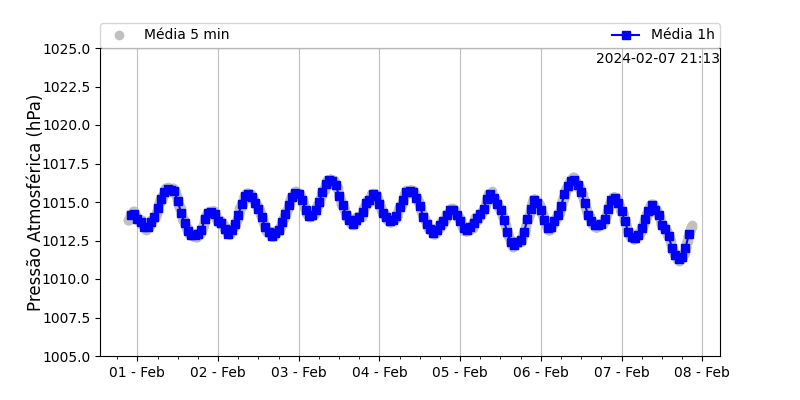 Média 5 min
Média 1h
2024-02-07 21:13
Pressão Atmosférica (hPa)
1025.0
1022.5
1020.0
1017.5
1015.0
1012.5
1010.0
1007.5
1005.0
01 - Feb
02 - Feb
03 - Feb
04 - Feb
05 - Feb
06 - Feb
07 - Feb
08 - Feb